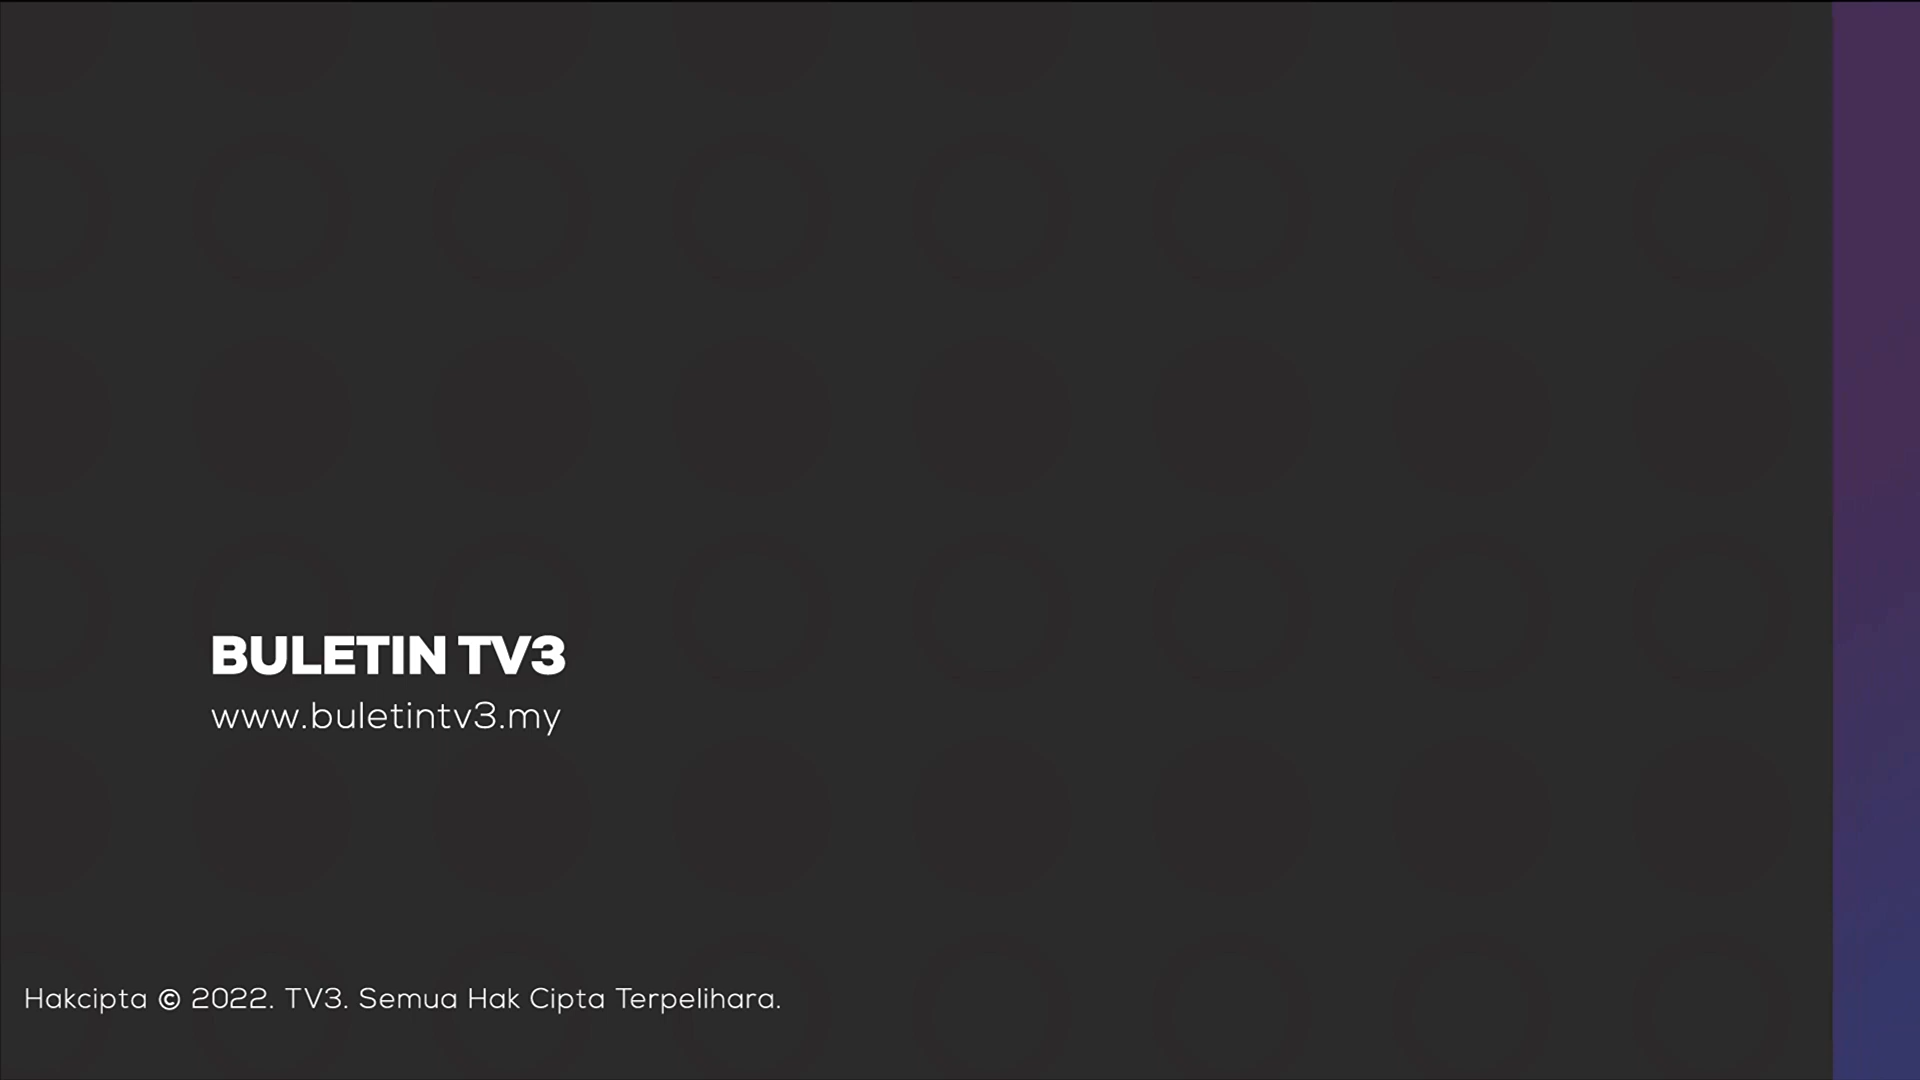 BULETIN TV3
www.buletintv3.my
Hakcipta © 2022. TV3. Semua Hak Cipta Terpelihara.